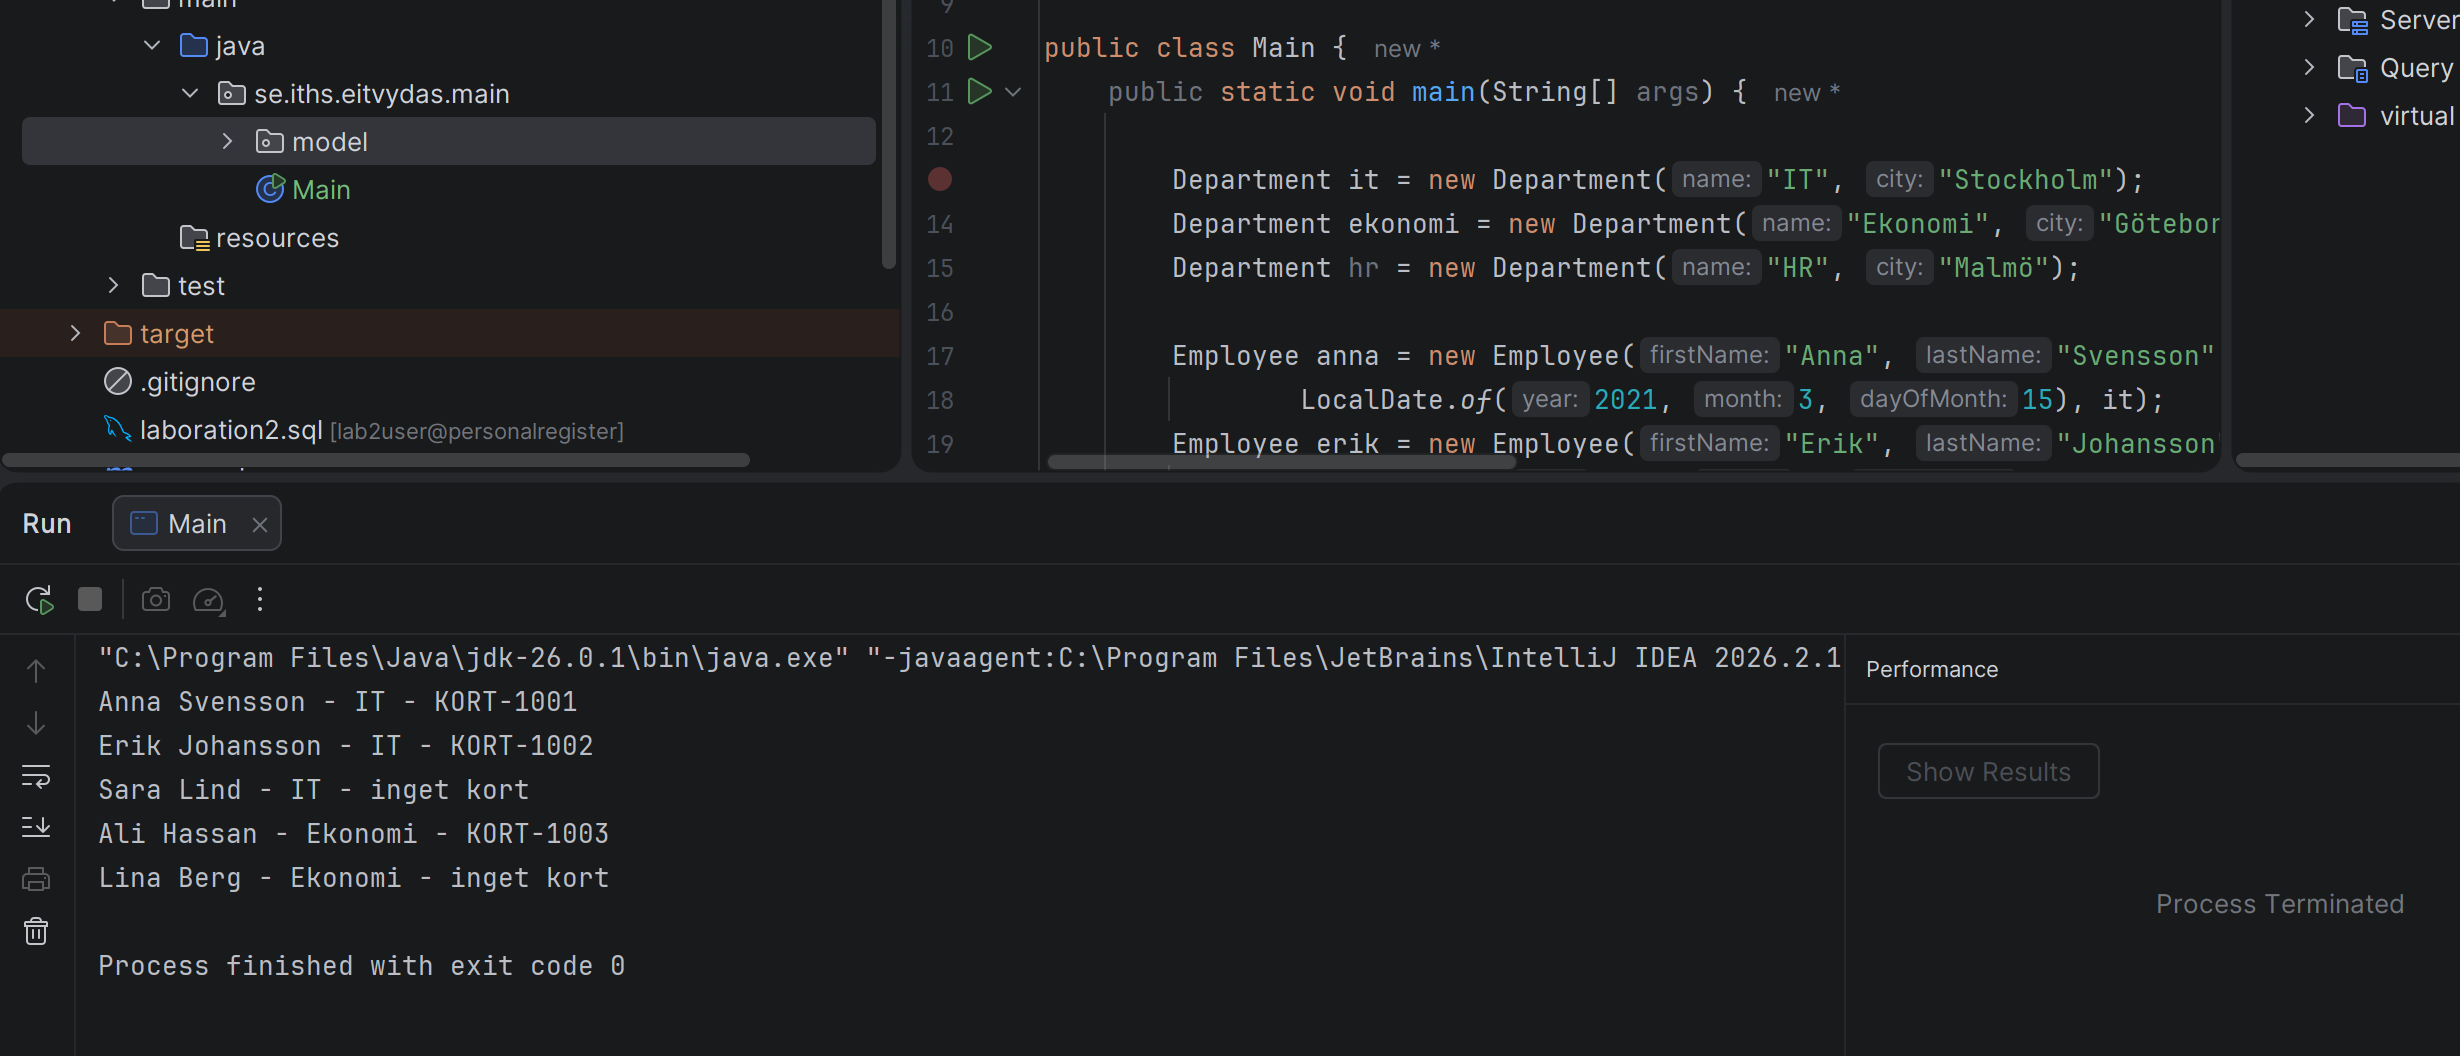 main
java
se.iths.eitvydas.main
model
Main
resources
test
target
.gitignore
laboration2.sql [lab2user@personalregister]
9
10 public class Main { new *
11 public static void main(String[] args) { new *
12
Department it = new Department( name: "IT", city: "Stockholm");
14 Department ekonomi = new Department( name: "Ekonomi", city: "Götebor
15 Department hr = new Department( name: "HR", city: "Malmö");
16
17 Employee anna = new Employee( firstName: "Anna", lastName: "Svensson"
18 LocalDate.of( year: 2021, month: 3, dayOfMonth: 15), it);
19 Employee erik = new Employee( firstName: "Erik", lastName: "Johansson
Server
Query
virtual
Run
Main
"C:\Program Files\Java\jdk-26.0.1\bin\java.exe" "-javaagent:C:\Program Files\JetBrains\IntelliJ IDEA 2026.2.1
Anna Svensson - IT - KORT-1001
Erik Johansson - IT - KORT-1002
Sara Lind - IT - inget kort
Ali Hassan - Ekonomi - KORT-1003
Lina Berg - Ekonomi - inget kort
Process finished with exit code 0
Performance
Show Results
Process Terminated